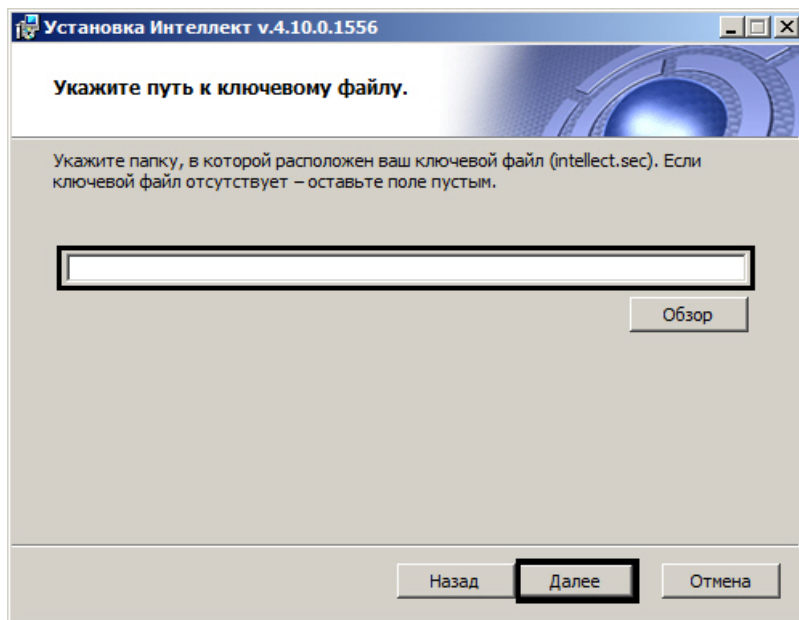 Установка Интеллект v.4.10.0.1556
Укажите путь к ключевому файлу.
Укажите папку, в которой расположен ваш ключевой файл (intellect.sec). Если
ключевой файл отсутствует – оставьте поле пустым.
Обзор
Назад Далее Отмена